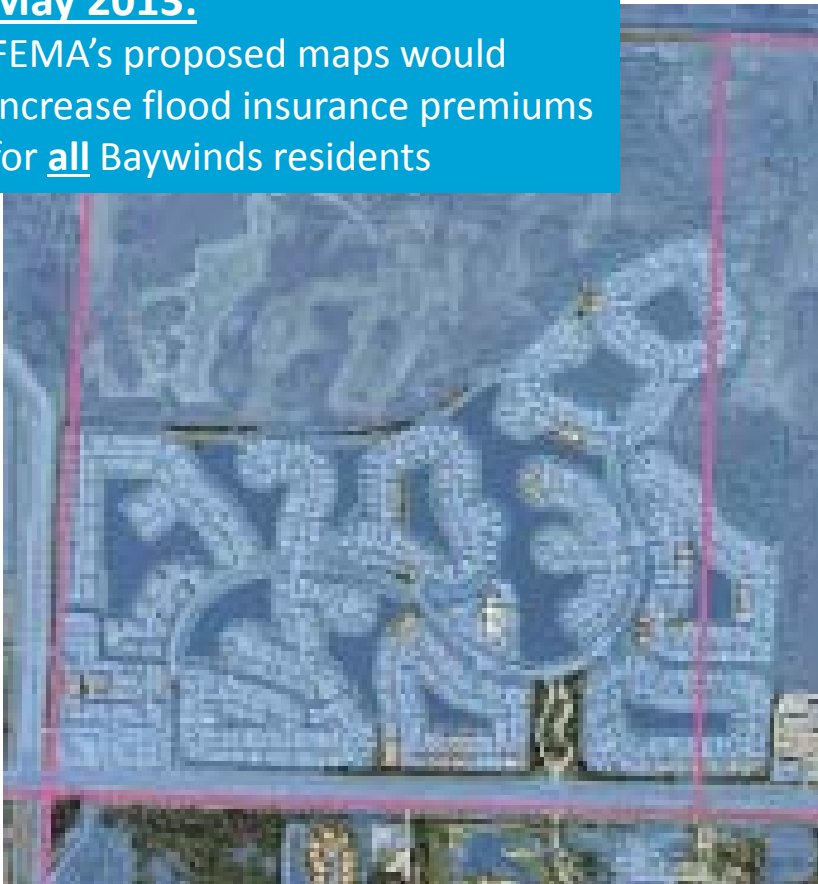 May 2013:
FEMA’s proposed maps would
increase flood insurance premiums
for all Baywinds residents